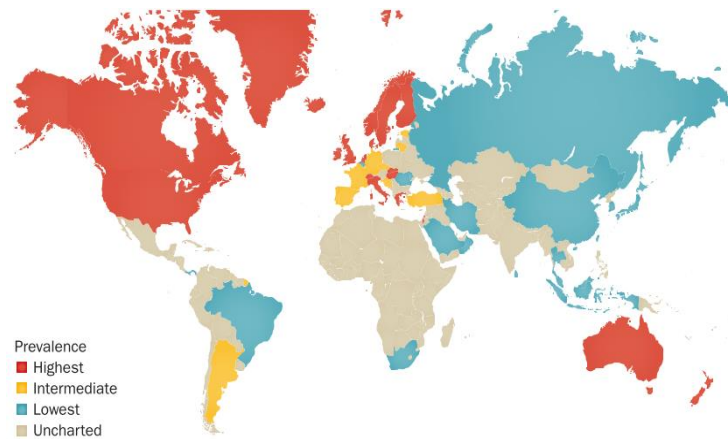 Prevalence
Highest
Intermediate
Lowest
Uncharted